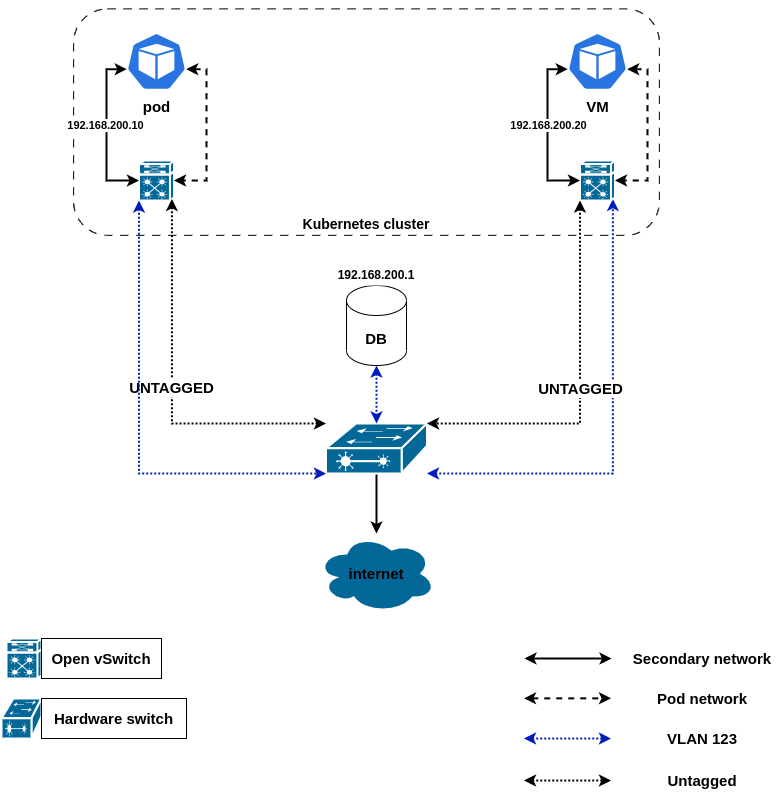 pod
VM
192.168.200.10
192.168.200.20
Kubernetes cluster
192.168.200.1
DB
UNTAGGED
UNTAGGED
internet
Open vSwitch
Hardware switch
Secondary network
Pod network
VLAN 123
Untagged